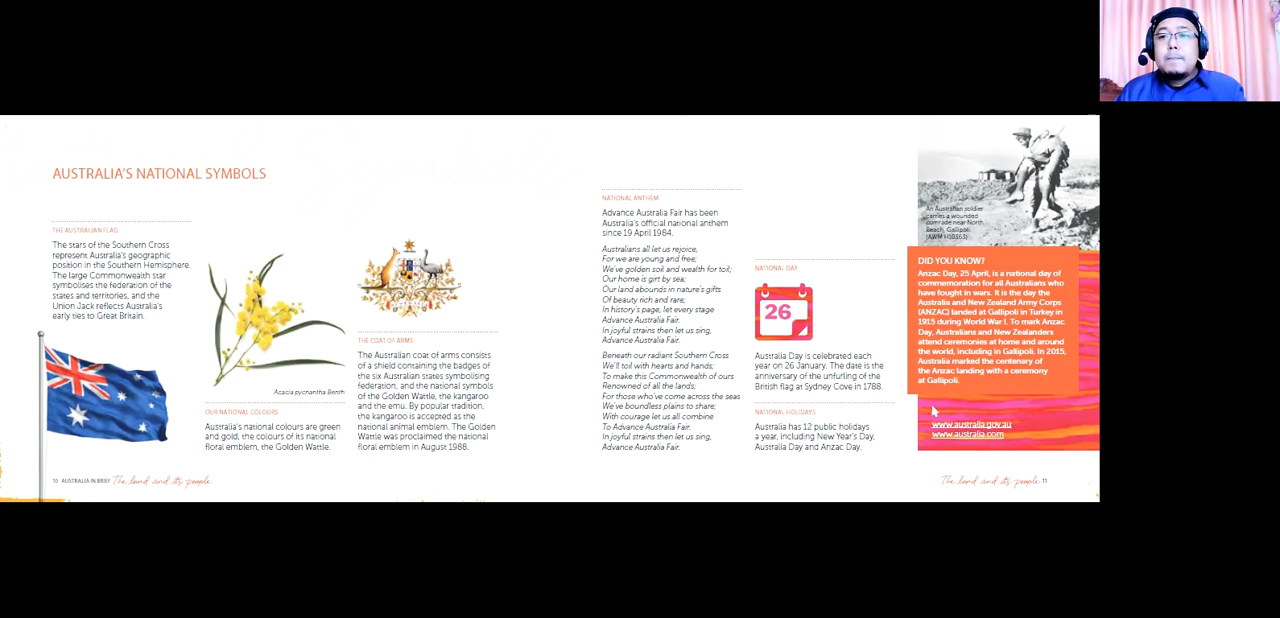 AUSTRALIA'S NATIONAL SYMBOLS
THE AUSTRALIAN FLAG
The stars of the Southern Cross
represent Australia's geographic
position in the Southern Hemisphere.
The large Commonwealth star
symbolises the federation of the
states and territories, and the
Union Jack reflects Australia's
early ties to Great Britain.
Acacia pycnantha Benth
OUR NATIONAL COLOURS
Australia's national colours are green
and gold, the colours of its national
floral emblem, the Golden Wattle.
THE COAT OF ARMS
The Australian coat of arms consists
of a shield containing the badges of
the six Australian states symbolising
federation, and the national symbols
of the Golden Wattle, the kangaroo
and the emu. By popular tradition,
the kangaroo is accepted as the
national animal emblem. The Golden
Wattle was proclaimed the national
floral emblem in August 1988.
10 AUSTRALIA IN BRIEF The land and its people
NATIONAL ANTHEM
Advance Australia Fair has been
Australia's official national anthem
since 19 April 1984.
Australians all let us rejoice,
For we are young and free;
We've golden soil and wealth for toil;
Our home is girt by sea;
Our land abounds in nature's gifts
Of beauty rich and rare;
In history's page, let every stage
Advance Australia Fair.
In joyful strains then let us sing,
Advance Australia Fair.
Beneath our radiant Southern Cross
We'll toil with hearts and hands;
To make this Commonwealth of ours
Renowned of all the lands;
For those who've come across the seas
We've boundless plains to share;
With courage let us all combine
To Advance Australia Fair.
In joyful strains then let us sing,
Advance Australia Fair.
NATIONAL DAY
26
Australia Day is celebrated each
year on 26 January. The date is the
anniversary of the unfurling of the
British flag at Sydney Cove in 1788.
NATIONAL HOLIDAYS
Australia has 12 public holidays
a year, including New Year's Day,
Australia Day and Anzac Day.
An Australian soldier
carries a wounded
comrade near North
Beach, Gallipoli.
DID YOU KNOW?
Anzac Day, 25 April, is a national day of
commemoration for all Australians who
have fought in wars. It is the day the
Australia and New Zealand Army Corps
(ANZAC) landed at Gallipoli in Turkey in
1915 during World War I. To mark Anzac
Day, Australians and New Zealanders
attend ceremonies at home and around
the world, including in Gallipoli. In 2015,
Australia marked the centenary of
the Anzac landing with a ceremony
at Gallipoli.
www.australia.gov.au
www.australia.com
The land and its people 11